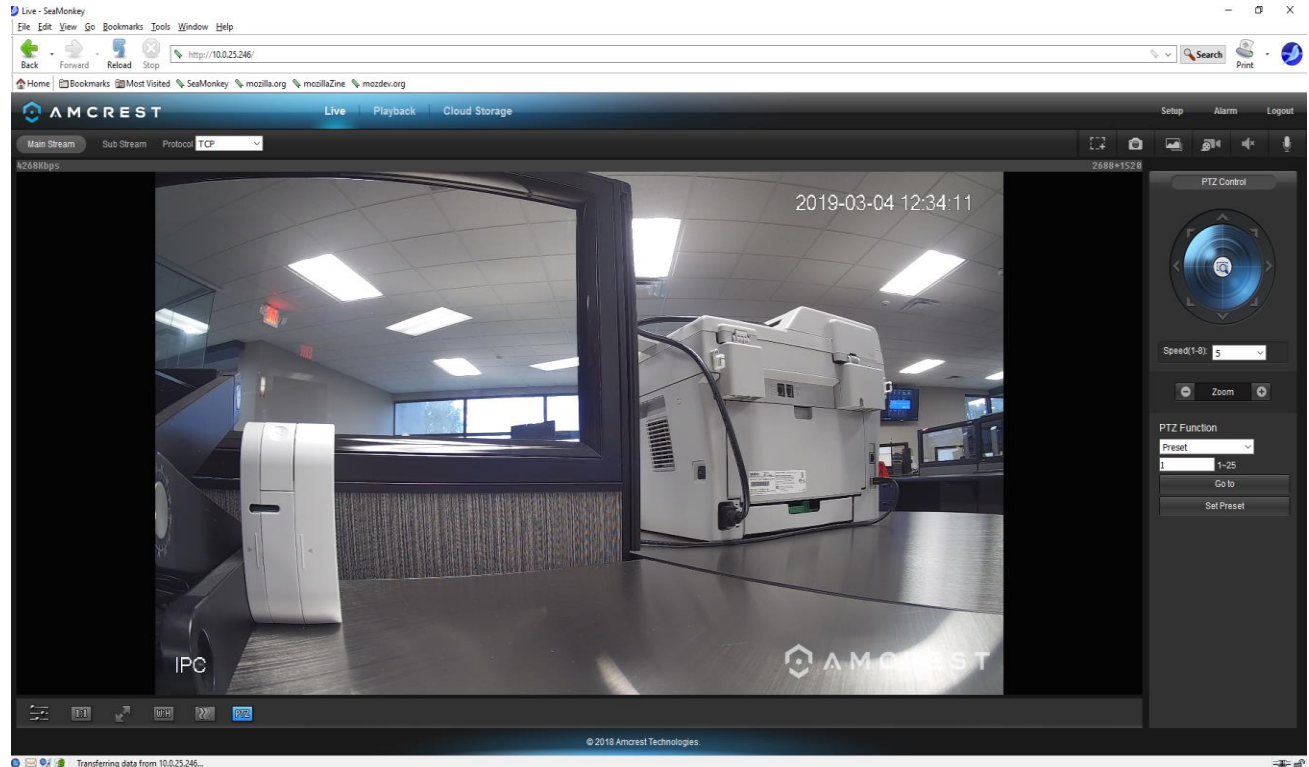 Live - SeaMonkey
File Edit View Go Bookmarks Tools Window Help
Back Forward Reload Stop http://10.0.25.246/ Search Print
Home Bookmarks Most Visited SeaMonkey mozilla.org mozillaZine mozdev.org
AMCREST Live Playback Cloud Storage Setup Alarm Logout
Main Stream Sub Stream Protocol TCP
4268Kbps 2688*1520
PTZ Control
2019-03-04 12:34:11
Speed(1-8): 5
Zoom
PTZ Function
Preset
1 1~25
Go to
Set Preset
IPC
AMCREST
1:1 W:H PTZ
© 2018 Amcrest Technologies.
Transferring data from 10.0.25.246...